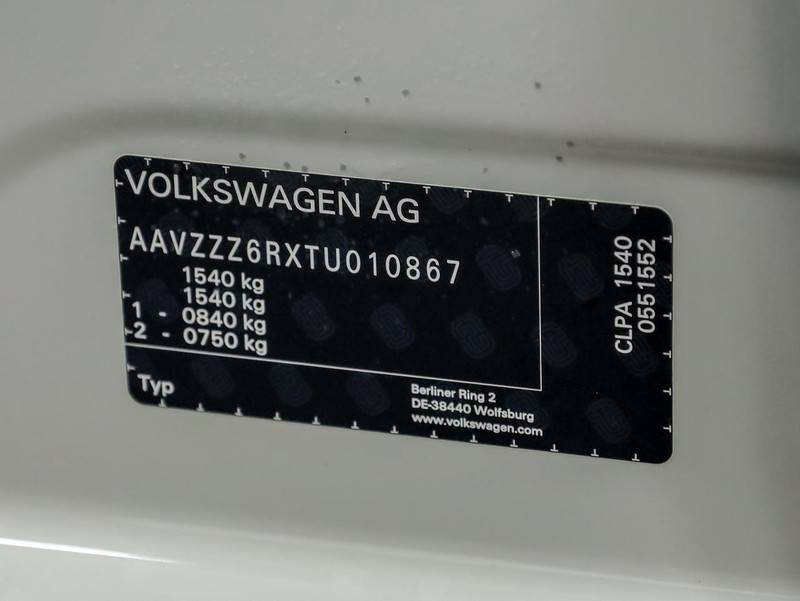 VOLKSWAGEN AG
AAVZZZ6RXTU010867
1540 kg
1540 kg
1 - 0840 kg
2 - 0750 kg
Typ
Berliner Ring 2
DE-38440 Wolfsburg
www.volkswagen.com
CLPA 1540
0551552